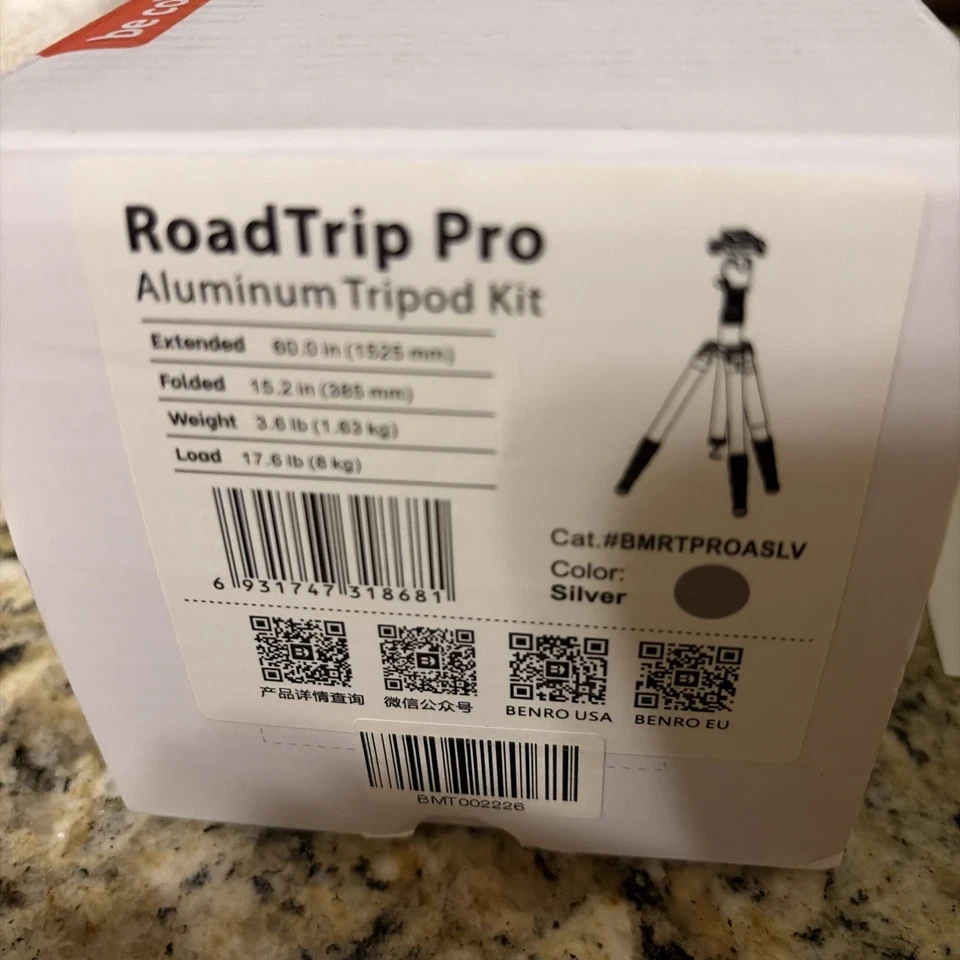 be co
RoadTrip Pro
Aluminum Tripod Kit
Extended 60.0 in (1525 mm)
Folded 15.2 in (385 mm)
Weight 3.6 lb (1.63 kg)
Load 17.6 lb (8 kg)
6 931747 318681
Cat.#BMRTPROASLV
Color:
Silver
产品详情查询
微信公众号
BENRO USA
BENRO EU
BMT002226